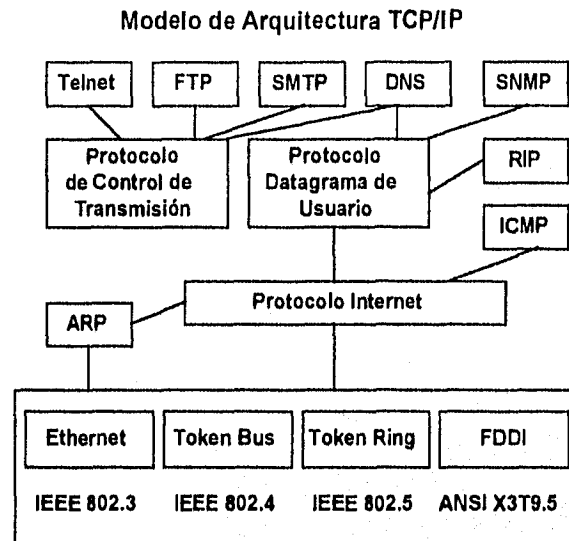 Modelo de Arquitectura TCP/IP
Telnet
FTP
SMTP
DNS
SNMP
Protocolo
de Control de
Transmisión
Protocolo
Datagrama de
Usuario
RIP
ICMP
Protocolo Internet
ARP
Ethernet
Token Bus
Token Ring
FDDI
IEEE 802.3
IEEE 802.4
IEEE 802.5
ANSI X3T9.5